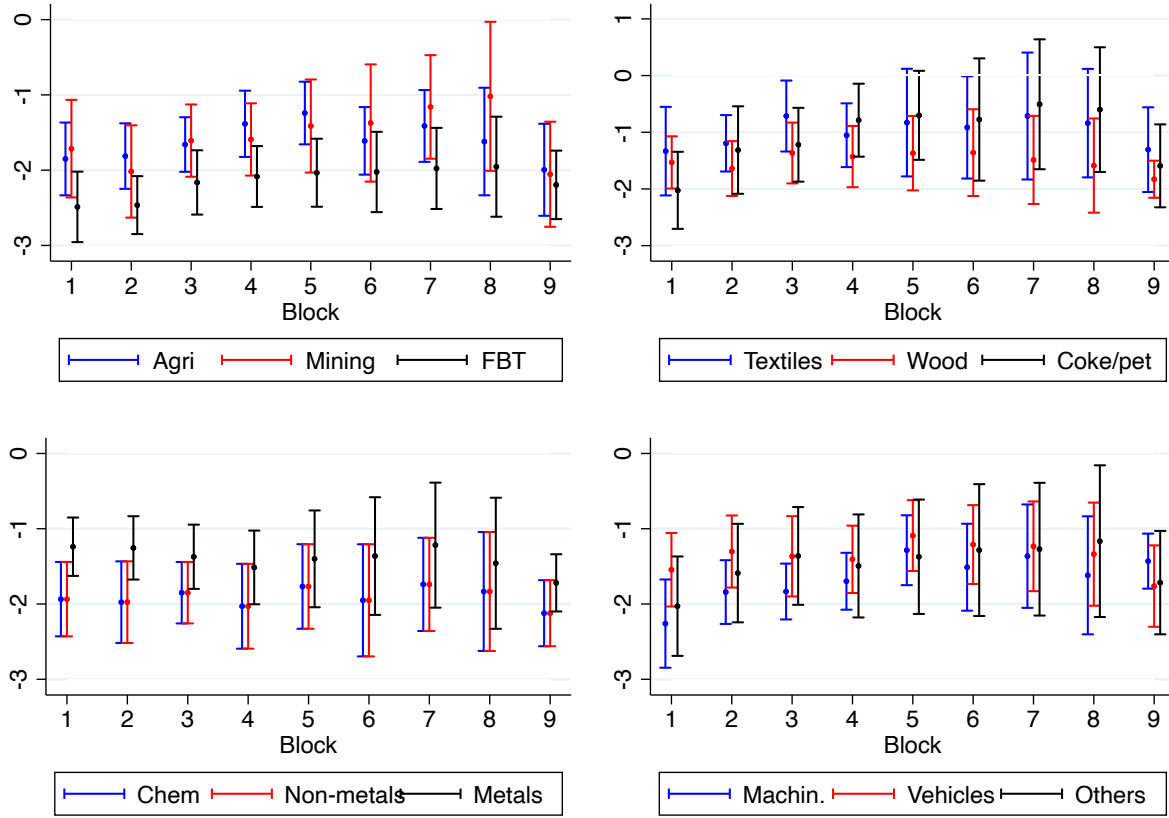 0
-1
-2
-3
1 2 3 4 5 6 7 8 9
Block
Agri Mining FBT
1
0
-1
-2
-3
1 2 3 4 5 6 7 8 9
Block
Textiles Wood Coke/pet
0
-1
-2
-3
1 2 3 4 5 6 7 8 9
Block
Chem Non-metals Metals
0
-1
-2
-3
1 2 3 4 5 6 7 8 9
Block
Machin. Vehicles Others